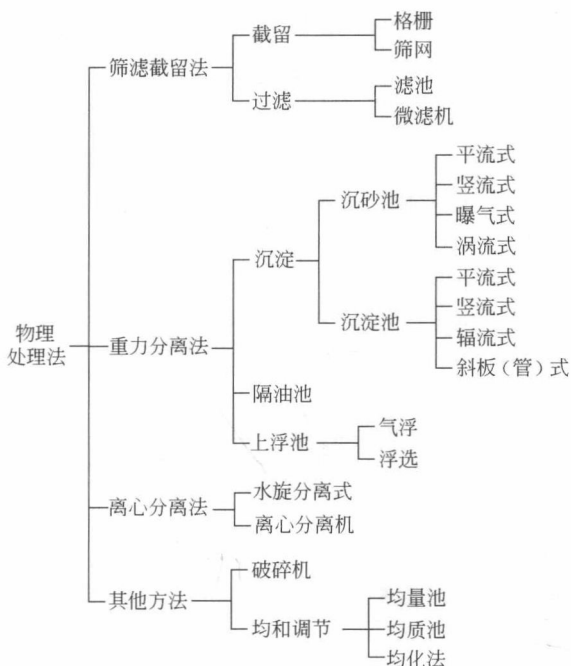 格栅
截留
筛网
筛滤截留法
滤池
过滤
微滤机
平流式
竖流式
沉砂池
曝气式
涡流式
沉淀
平流式
竖流式
沉淀池
辐流式
斜板（管）式
物理
处理法
重力分离法
隔油池
气浮
上浮池
浮选
水旋分离式
离心分离法
离心分离机
破碎机
其他方法
均量池
均和调节
均质池
均化法